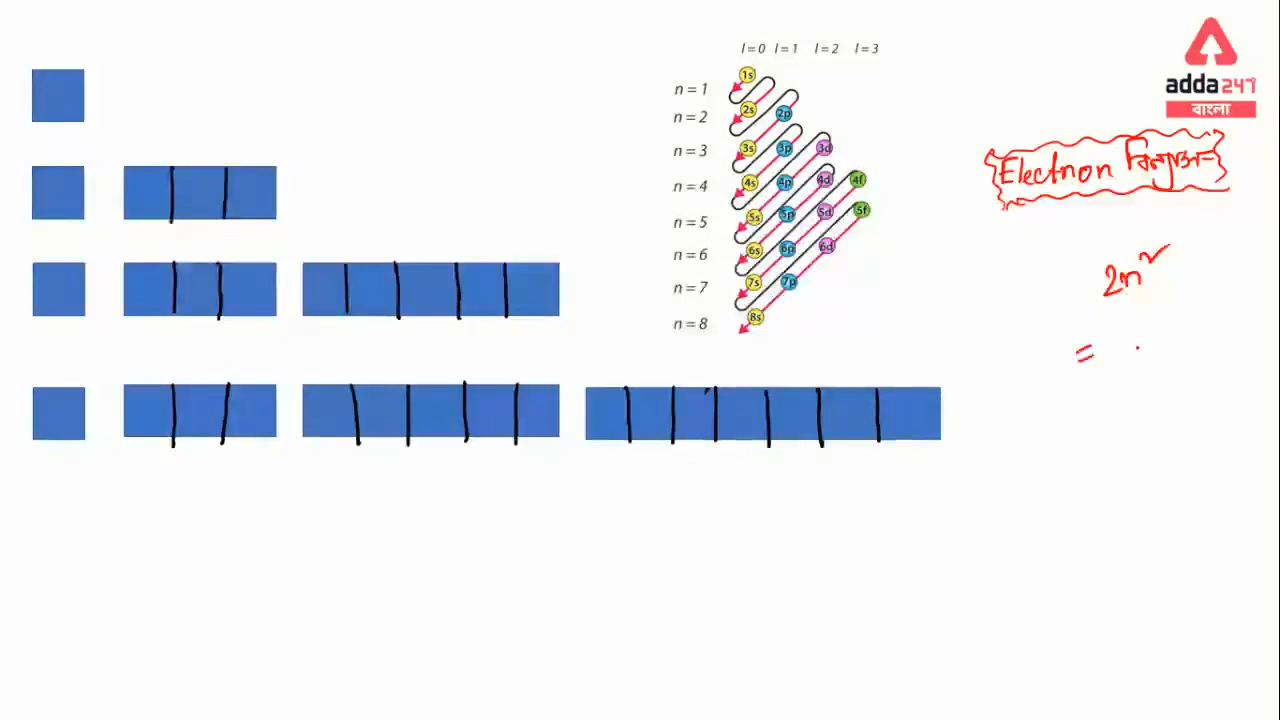 l = 0 l = 1 l = 2 l = 3
n = 1 1s
n = 2 2s 2p
n = 3 3s 3p 3d
n = 4 4s 4p 4d 4f
n = 5 5s 5p 5d 5f
n = 6 6s 6p 6d
n = 7 7s 7p
n = 8 8s
adda247
বাংলা
Electron বিন্যাস
2n²
=